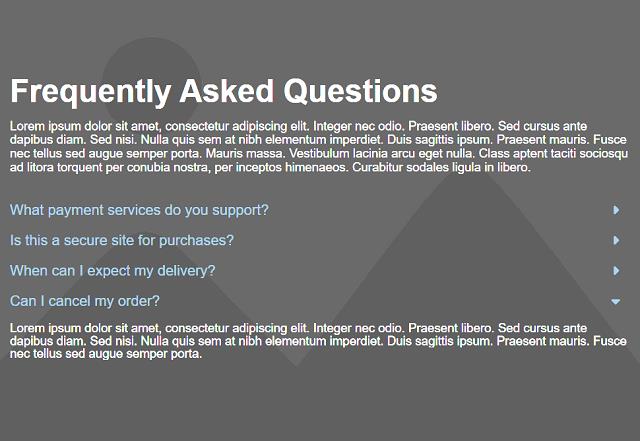 Frequently Asked Questions
Lorem ipsum dolor sit amet, consectetur adipiscing elit. Integer nec odio. Praesent libero. Sed cursus ante
dapibus diam. Sed nisi. Nulla quis sem at nibh elementum imperdiet. Duis sagittis ipsum. Praesent mauris. Fusce
nec tellus sed augue semper porta. Mauris massa. Vestibulum lacinia arcu eget nulla. Class aptent taciti sociosqu
ad litora torquent per conubia nostra, per inceptos himenaeos. Curabitur sodales ligula in libero.
What payment services do you support?
Is this a secure site for purchases?
When can I expect my delivery?
Can I cancel my order?
Lorem ipsum dolor sit amet, consectetur adipiscing elit. Integer nec odio. Praesent libero. Sed cursus ante
dapibus diam. Sed nisi. Nulla quis sem at nibh elementum imperdiet. Duis sagittis ipsum. Praesent mauris. Fusce
nec tellus sed augue semper porta.